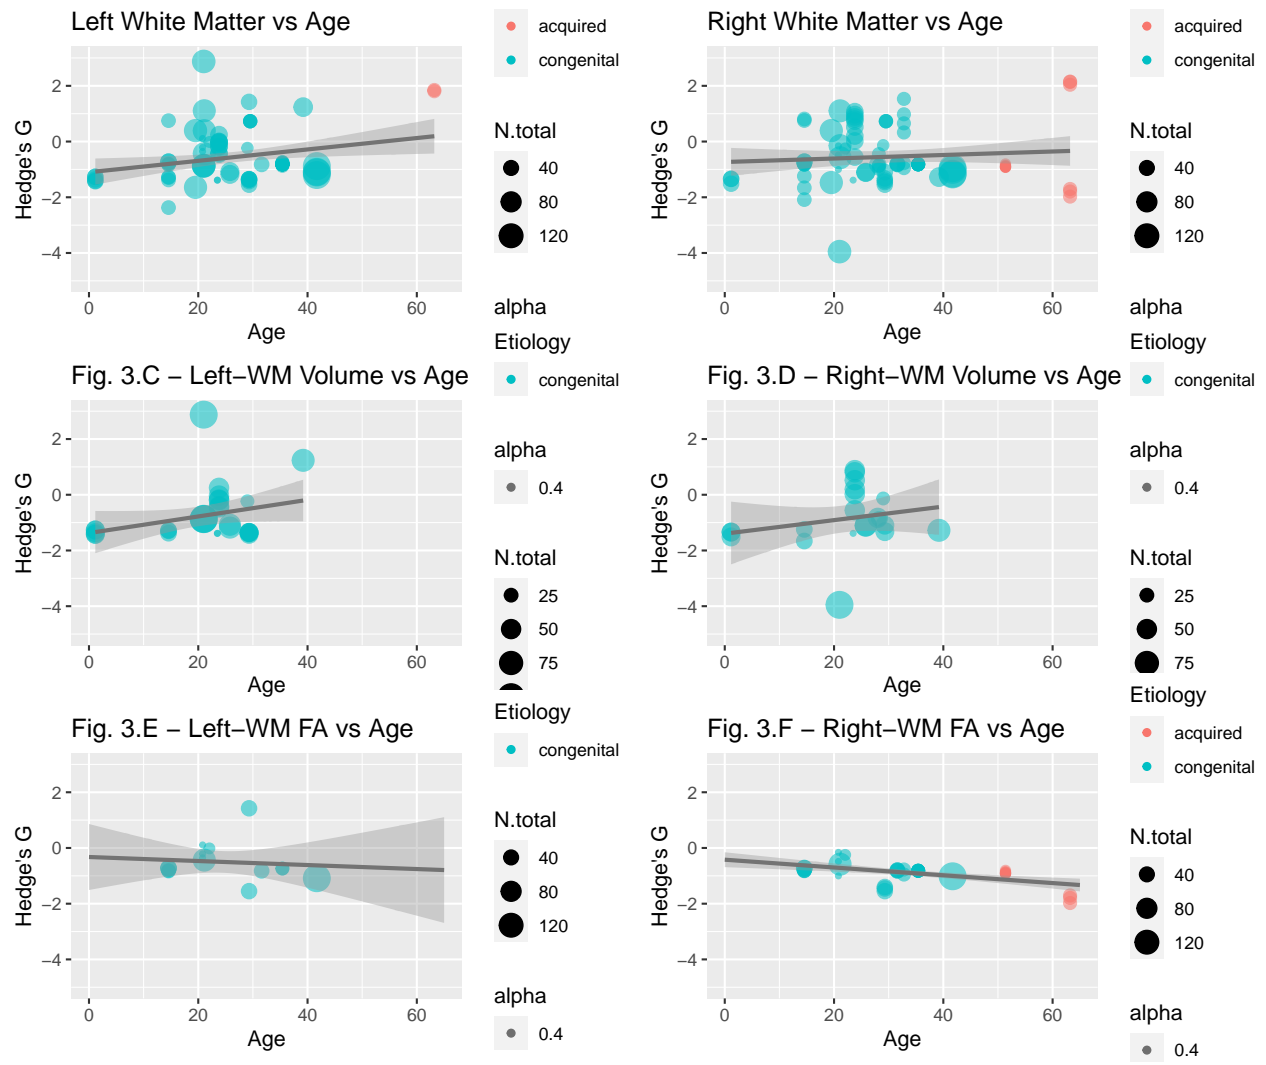 Left White Matter vs Age
Hedge's G
2
0
−2
−4
0 20 40 60
Age
acquired
congenital
N.total
40
80
120
alpha
Right White Matter vs Age
Hedge's G
2
0
−2
−4
0 20 40 60
Age
acquired
congenital
N.total
40
80
120
alpha
Fig. 3.C − Left−WM Volume vs Age
Hedge's G
2
0
−2
−4
0 20 40 60
Age
Etiology
congenital
alpha
0.4
N.total
25
50
75
Fig. 3.D − Right−WM Volume vs Age
Hedge's G
2
0
−2
−4
0 20 40 60
Age
Etiology
congenital
alpha
0.4
N.total
25
50
75
Fig. 3.E − Left−WM FA vs Age
Hedge's G
2
0
−2
−4
0 20 40 60
Age
Etiology
congenital
N.total
40
80
120
alpha
0.4
Fig. 3.F − Right−WM FA vs Age
Hedge's G
2
0
−2
−4
0 20 40 60
Age
Etiology
acquired
congenital
N.total
40
80
120
alpha
0.4